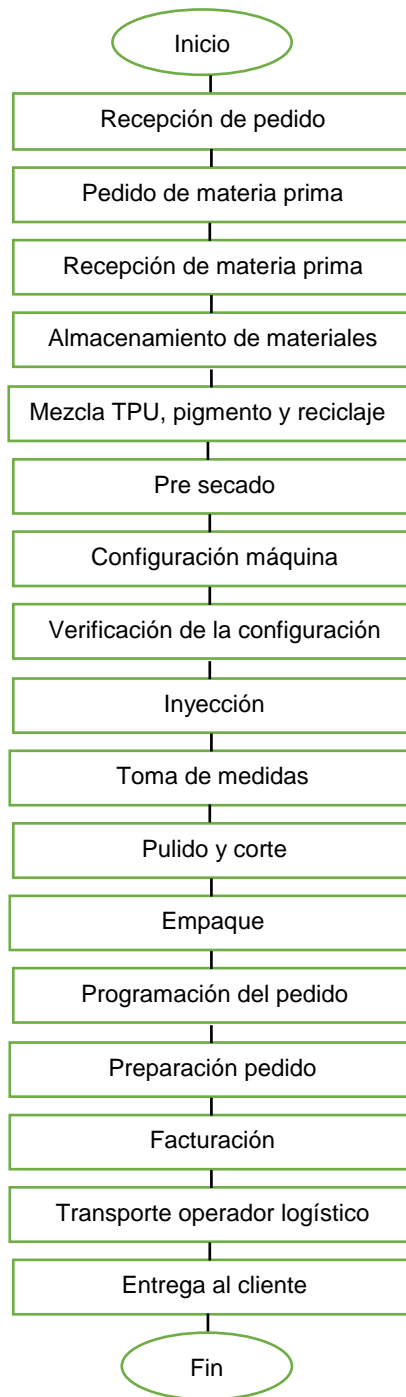 Inicio
Recepción de pedido
Pedido de materia prima
Recepción de materia prima
Almacenamiento de materiales
Mezcla TPU, pigmento y reciclaje
Pre secado
Configuración máquina
Verificación de la configuración
Inyección
Toma de medidas
Pulido y corte
Empaque
Programación del pedido
Preparación pedido
Facturación
Transporte operador logístico
Entrega al cliente
Fin